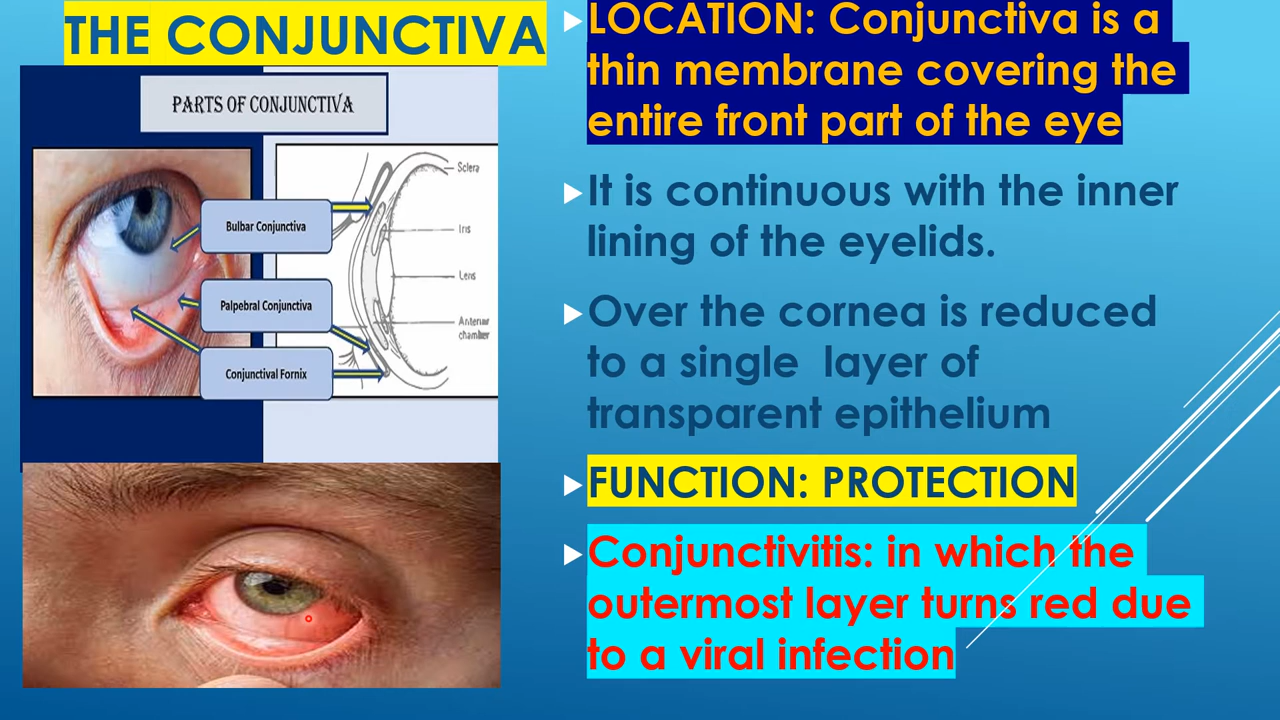 THE CONJUNCTIVA
PARTS OF CONJUNCTIVA
Bulbar Conjunctiva
Palpebral Conjunctiva
Conjunctival Fornix
Sclera
Iris
Lens
Anterior
chamber
LOCATION: Conjunctiva is a
thin membrane covering the
entire front part of the eye
It is continuous with the inner
lining of the eyelids.
Over the cornea is reduced
to a single layer of
transparent epithelium
FUNCTION: PROTECTION
Conjunctivitis: in which the
outermost layer turns red due
to a viral infection